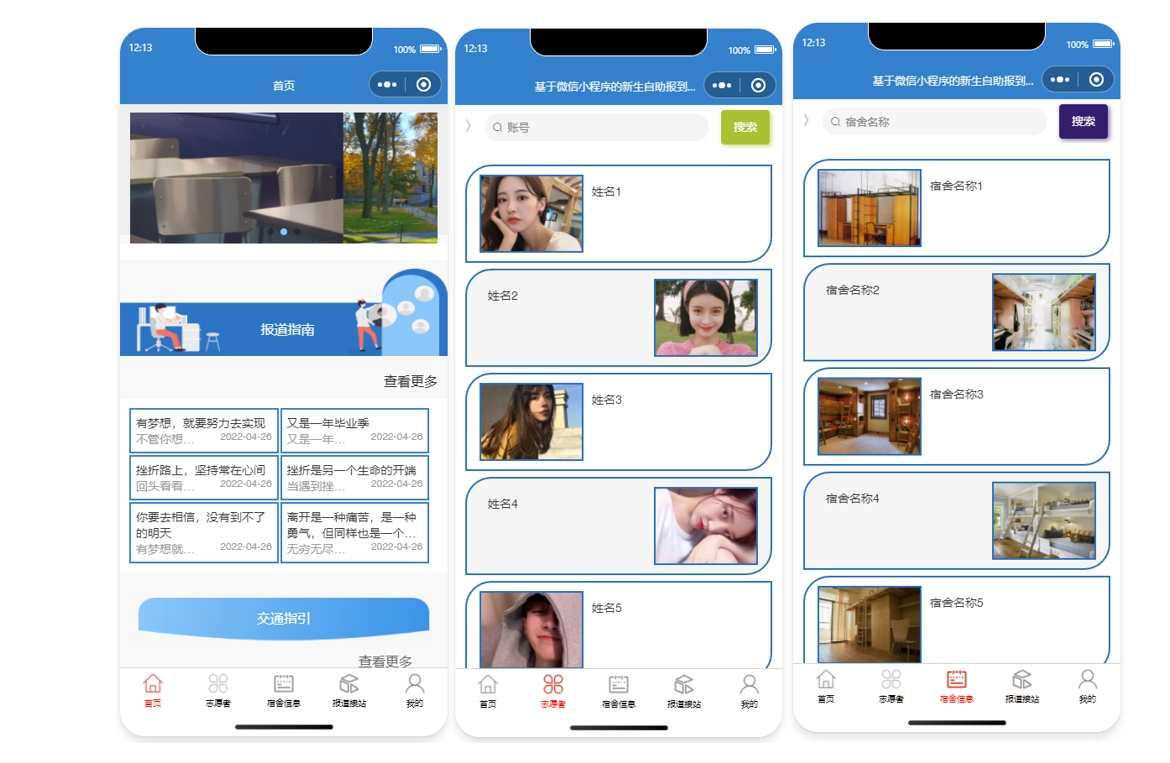 12:13
100%
首页
报道指南
查看更多
有梦想，就要努力去实现
不管你想…
2022-04-26
又是一年毕业季
又是一年…
2022-04-26
挫折路上，坚持常在心间
回头看看…
2022-04-26
挫折是另一个生命的开端
当遇到挫…
2022-04-26
你要去相信，没有到不了
的明天
有梦想就…
2022-04-26
离开是一种痛苦，是一种
勇气，但同样也是一个…
无穷无尽…
2022-04-26
交通指引
查看更多
首页
志愿者
宿舍信息
报道接站
我的
12:13
100%
基于微信小程序的新生自助报到...
账号
搜索
姓名1
姓名2
姓名3
姓名4
姓名5
首页
志愿者
宿舍信息
报道接站
我的
12:13
100%
基于微信小程序的新生自助报到...
宿舍名称
搜索
宿舍名称1
宿舍名称2
宿舍名称3
宿舍名称4
宿舍名称5
首页
志愿者
宿舍信息
报道接站
我的